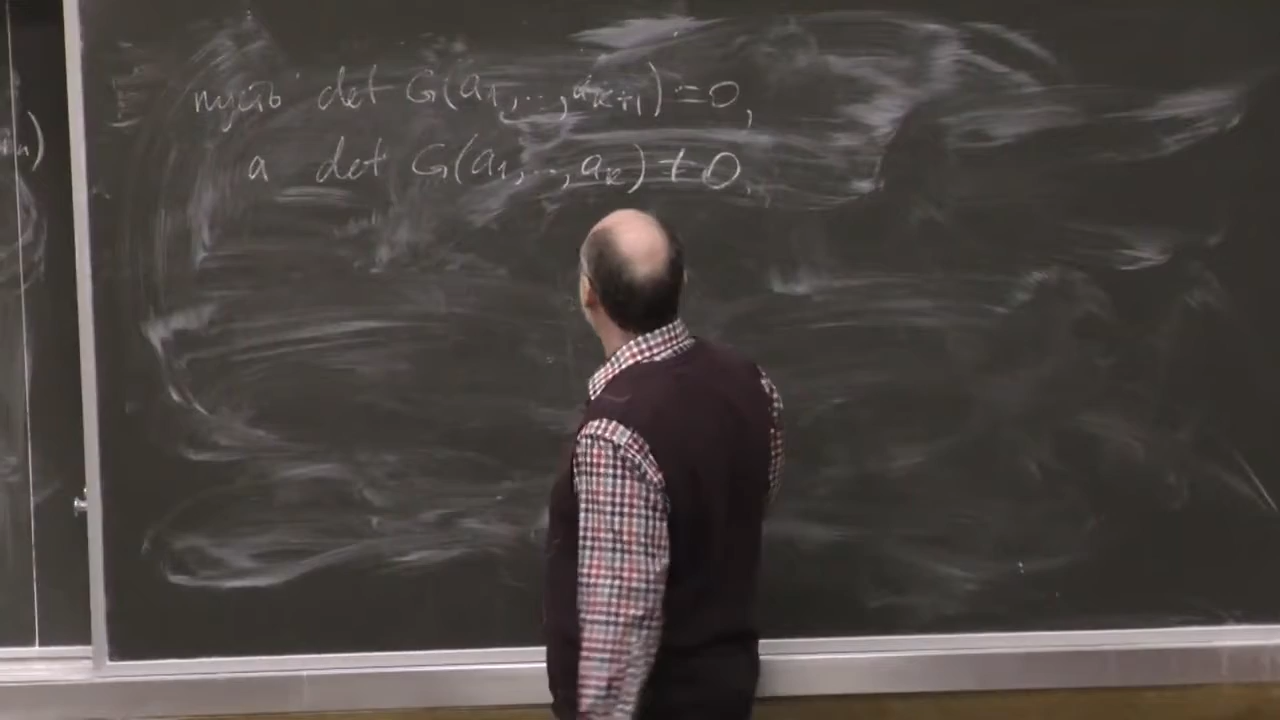 пусть det G(a₁,..,aₖ₊₁)=0,
а det G(a₁,..,aₖ)≠0,